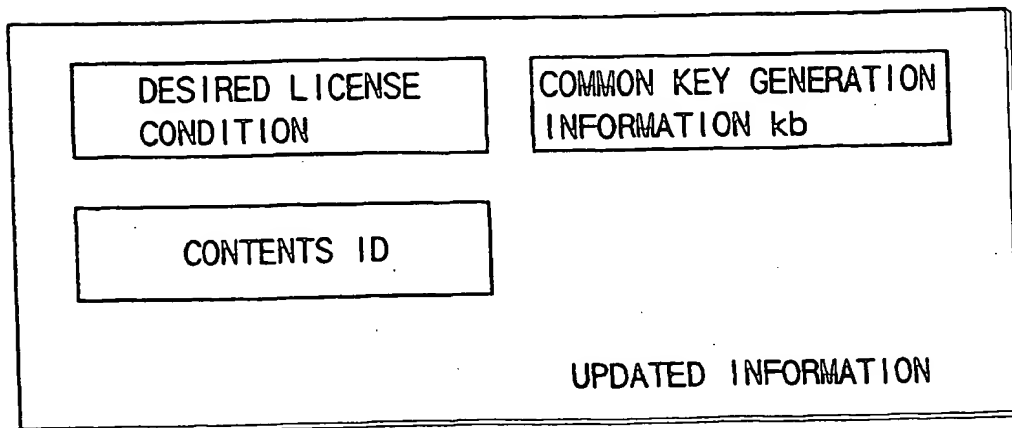 DESIRED LICENSE
CONDITION
COMMON KEY GENERATION
INFORMATION kb
CONTENTS ID
UPDATED INFORMATION